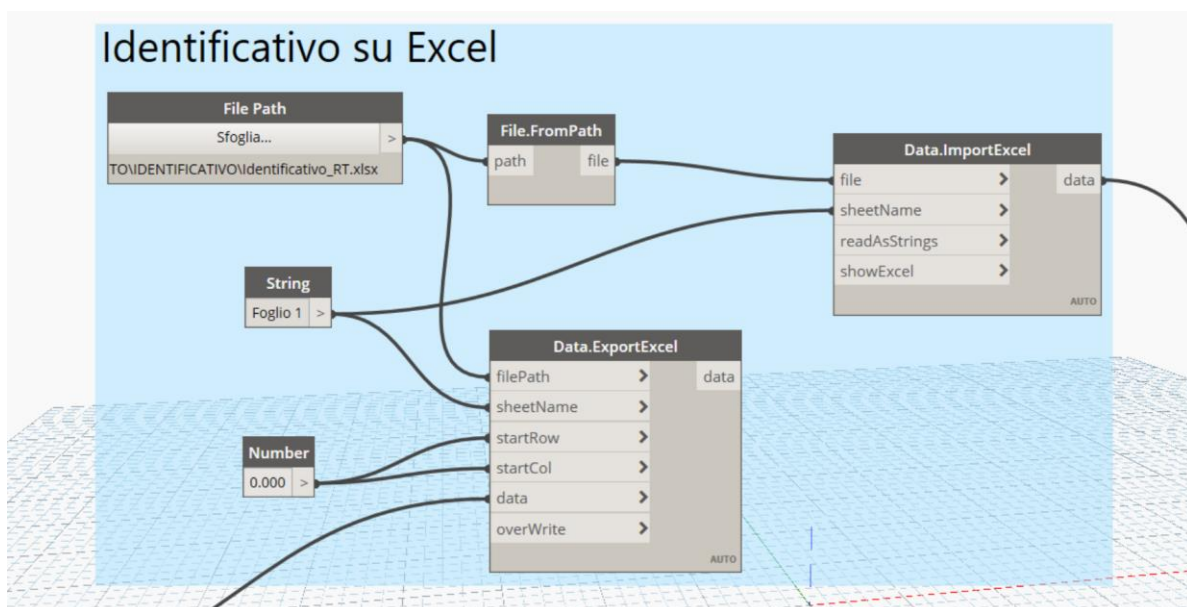 Identificativo su Excel
File Path
Sfoglia...
>
TO\IDENTIFICATIVO\Identificativo_RT.xlsx
File.FromPath
path
file
Data.ImportExcel
file
>
data
sheetName
>
readAsStrings
>
showExcel
>
AUTO
String
Foglio 1
>
Data.ExportExcel
filePath
>
data
sheetName
>
startRow
>
startCol
>
data
>
overWrite
>
AUTO
Number
0.000
>